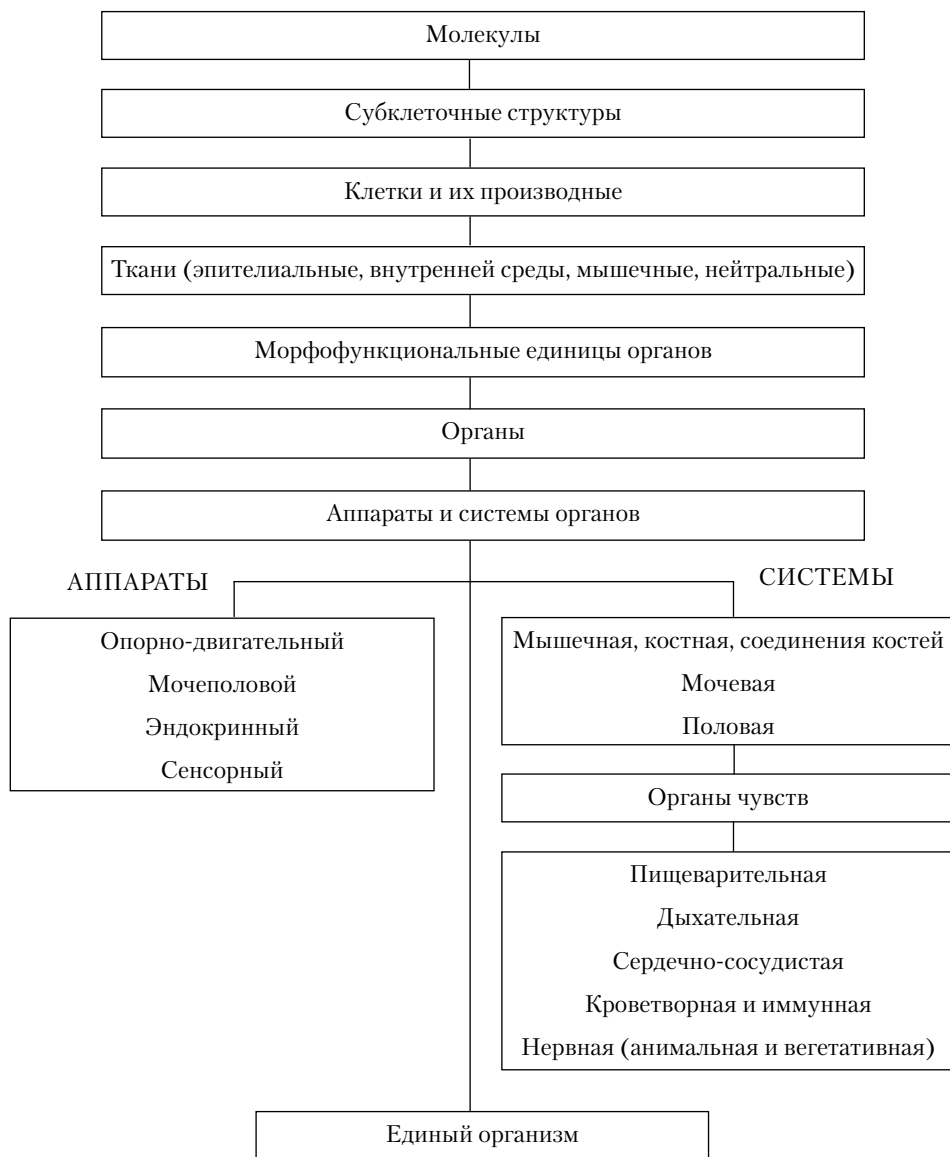 Молекулы
Субклеточные структуры
Клетки и их производные
Ткани (эпителиальные, внутренней среды, мышечные, нейтральные)
Морфофункциональные единицы органов
Органы
Аппараты и системы органов
АППАРАТЫ
Опорно-двигательный
Мочеполовой
Эндокринный
Сенсорный
СИСТЕМЫ
Мышечная, костная, соединения костей
Мочевая
Половая
Органы чувств
Пищеварительная
Дыхательная
Сердечно-сосудистая
Кроветворная и иммунная
Нервная (анимальная и вегетативная)
Единый организм